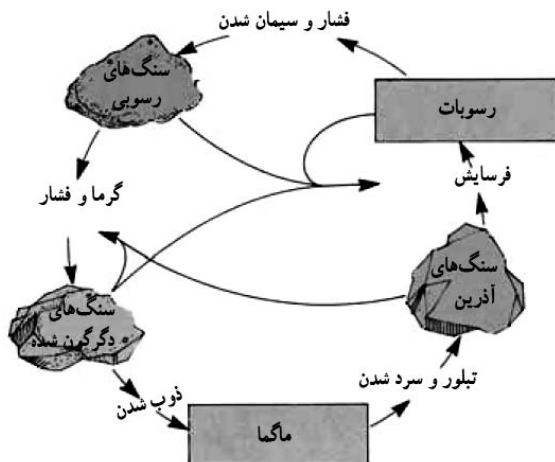 فشار و سیمان شدن
سنگ‌های
رسوبی
رسوبات
گرما و فشار
فرسایش
سنگ‌های
آذرین
سنگ‌های
دگرگون شده
ذوب شدن
ماگما
تبلور و سرد شدن